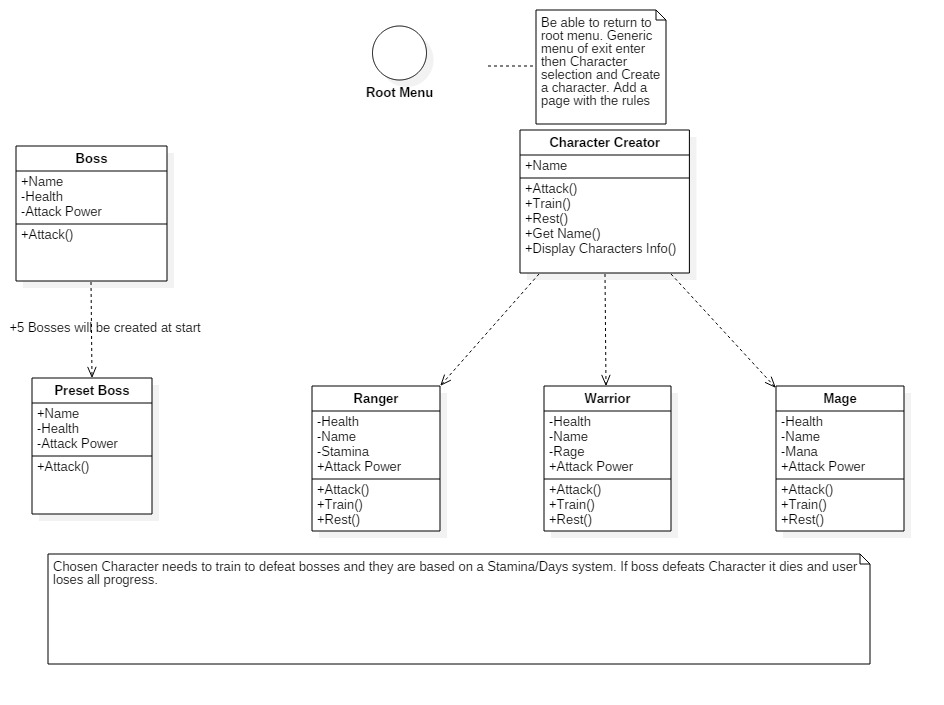 Be able to return to
root menu. Generic
menu of exit enter
then Character
selection and Create
a character. Add a
page with the rules
Root Menu
Character Creator
+Name
+Attack()
+Train()
+Rest()
+Get Name()
+Display Characters Info()
Boss
+Name
-Health
-Attack Power
+Attack()
+5 Bosses will be created at start
Preset Boss
+Name
-Health
-Attack Power
+Attack()
Ranger
-Health
-Name
-Stamina
+Attack Power
+Attack()
+Train()
+Rest()
Warrior
-Health
-Name
-Rage
+Attack Power
+Attack()
+Train()
+Rest()
Mage
-Health
-Name
-Mana
+Attack Power
+Attack()
+Train()
+Rest()
Chosen Character needs to train to defeat bosses and they are based on a Stamina/Days system. If boss defeats Character it dies and user
loses all progress.